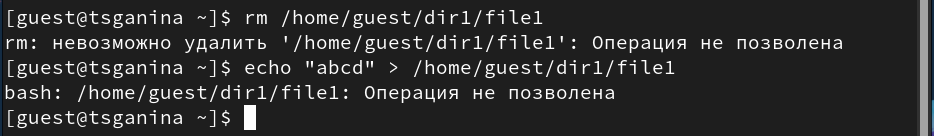 [guest@tsganina ~]$ rm /home/guest/dir1/file1
rm: невозможно удалить '/home/guest/dir1/file1': Операция не позволена
[guest@tsganina ~]$ echo "abcd" > /home/guest/dir1/file1
bash: /home/guest/dir1/file1: Операция не позволена
[guest@tsganina ~]$